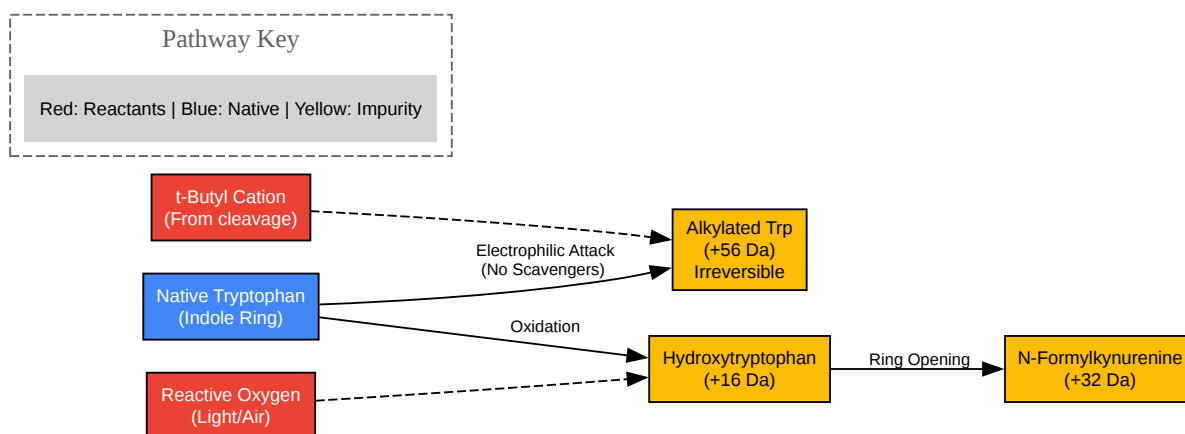 Pathway Key
Red: Reactants | Blue: Native | Yellow: Impurity
t-Butyl Cation
(From cleavage)
Alkylated Trp
(+56 Da)
Irreversible
Electrophilic Attack
(No Scavengers)
Native Tryptophan
(Indole Ring)
Oxidation
Hydroxytryptophan
(+16 Da)
Ring Opening
N-Formylkynurenine
(+32 Da)
Reactive Oxygen
(Light/Air)